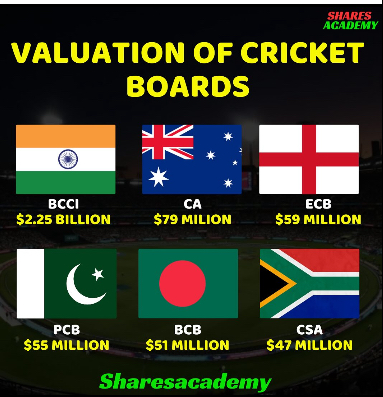 SHARES
ACADEMY
VALUATION OF CRICKET
BOARDS
BCCI
$2.25 BILLION
CA
$79 MILION
ECB
$59 MILLION
PCB
$55 MILLION
BCB
$51 MILLION
CSA
$47 MILLION
Sharesacademy